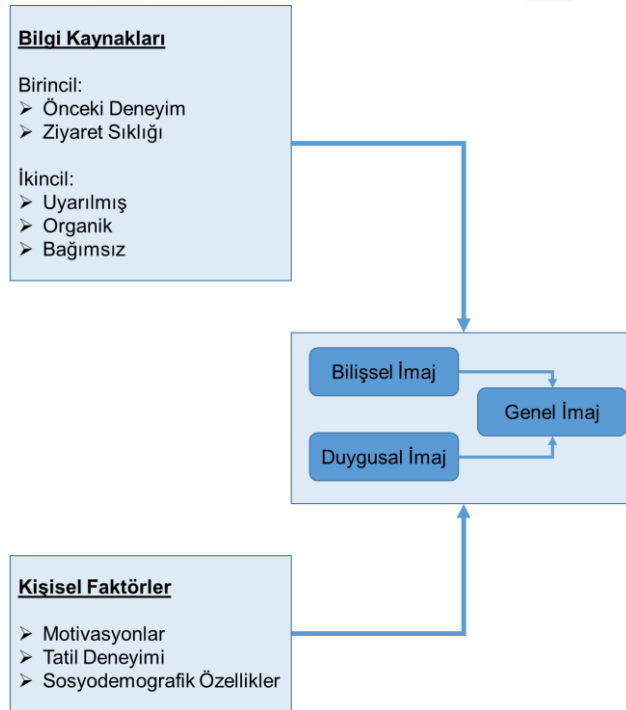 Bilgi Kaynakları
Birincil:
➢ Önceki Deneyim
➢ Ziyaret Sıklığı
İkincil:
➢ Uyarılmış
➢ Organik
➢ Bağımsız
Bilişsel İmaj
Genel İmaj
Duygusal İmaj
Kişisel Faktörler
➢ Motivasyonlar
➢ Tatil Deneyimi
➢ Sosyodemografik Özellikler